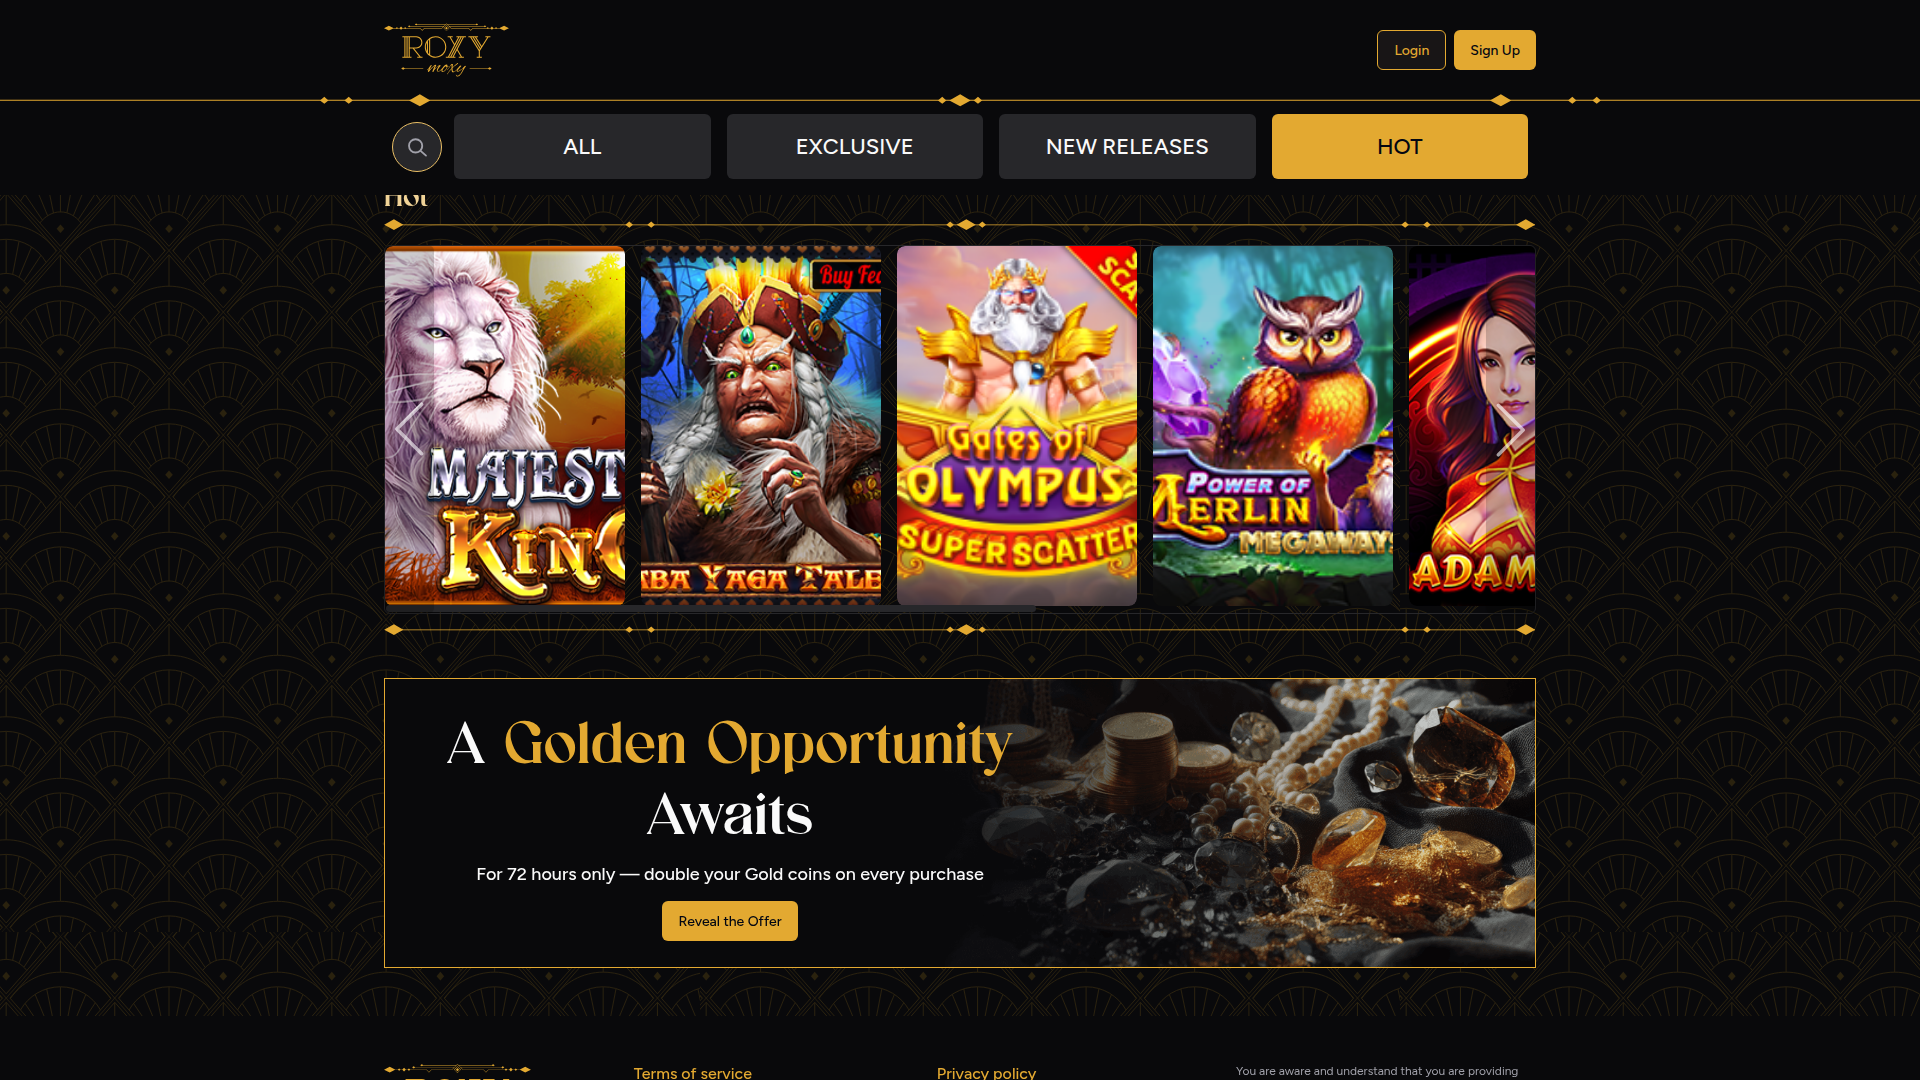 ROXY
moxy
Login
Sign Up
ALL
EXCLUSIVE
NEW RELEASES
HOT
Hot
MAJEST
KING
Buy Fea
ABA YAGA TALE
SCA
Gates of
OLYMPUS
SUPER SCATTER
POWER OF
MERLIN
MEGAWAYS
ADAM
A Golden Opportunity
Awaits
For 72 hours only — double your Gold coins on every purchase
Reveal the Offer
Terms of service
Privacy policy
You are aware and understand that you are providing